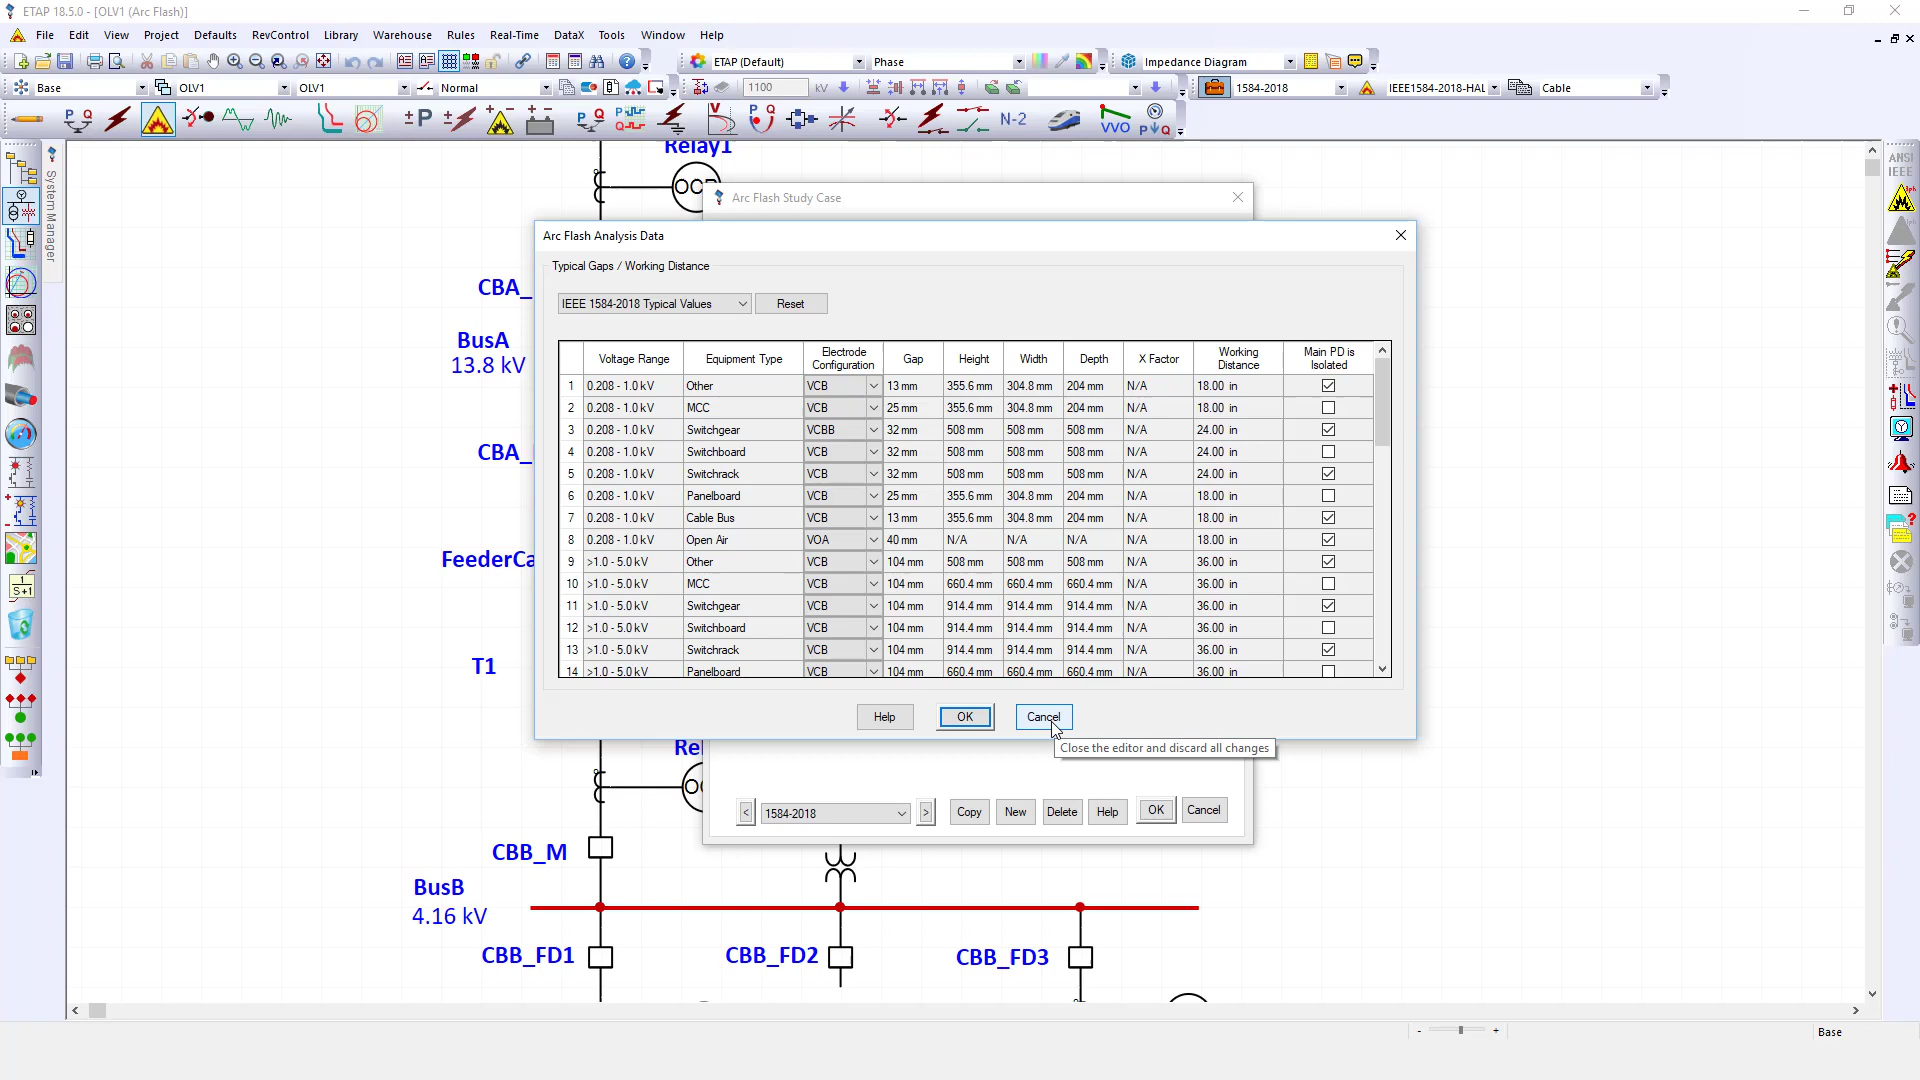 ETAP 18.5.0 - [OLV1 (Arc Flash)]
File Edit View Project Defaults RevControl Library Warehouse Rules Real-Time DataX Tools Window Help
ETAP (Default) Phase Impedance Diagram
Base OLV1 OLV1 Normal 1100 kV 1584-2018 IEEE1584-2018-HAL Cable
N-2 VVO
System Manager
ANSI
IEEE
Relay1
Arc Flash Study Case
Arc Flash Analysis Data
Typical Gaps / Working Distance
IEEE 1584-2018 Typical Values Reset
Voltage Range Equipment Type Electrode Configuration Gap Height Width Depth X Factor Working Distance Main PD is Isolated
1 0.208 - 1.0 kV Other VCB 13 mm 355.6 mm 304.8 mm 204 mm N/A 18.00 in
2 0.208 - 1.0 kV MCC VCB 25 mm 355.6 mm 304.8 mm 204 mm N/A 18.00 in
3 0.208 - 1.0 kV Switchgear VCBB 32 mm 508 mm 508 mm 508 mm N/A 24.00 in
4 0.208 - 1.0 kV Switchboard VCB 32 mm 508 mm 508 mm 508 mm N/A 24.00 in
5 0.208 - 1.0 kV Switchrack VCB 32 mm 508 mm 508 mm 508 mm N/A 24.00 in
6 0.208 - 1.0 kV Panelboard VCB 25 mm 355.6 mm 304.8 mm 204 mm N/A 18.00 in
7 0.208 - 1.0 kV Cable Bus VCB 13 mm 355.6 mm 304.8 mm 204 mm N/A 18.00 in
8 0.208 - 1.0 kV Open Air VOA 40 mm N/A N/A N/A N/A 18.00 in
9 >1.0 - 5.0 kV Other VCB 104 mm 508 mm 508 mm 508 mm N/A 36.00 in
10 >1.0 - 5.0 kV MCC VCB 104 mm 660.4 mm 660.4 mm 660.4 mm N/A 36.00 in
11 >1.0 - 5.0 kV Switchgear VCB 104 mm 914.4 mm 914.4 mm 914.4 mm N/A 36.00 in
12 >1.0 - 5.0 kV Switchboard VCB 104 mm 914.4 mm 914.4 mm 914.4 mm N/A 36.00 in
13 >1.0 - 5.0 kV Switchrack VCB 104 mm 914.4 mm 914.4 mm 914.4 mm N/A 36.00 in
14 >1.0 - 5.0 kV Panelboard VCB 104 mm 660.4 mm 660.4 mm 660.4 mm N/A 36.00 in
Help OK Cancel
Close the editor and discard all changes
CBA_
BusA
13.8 kV
CBA_
FeederCa
T1
Rel
< 1584-2018 > Copy New Delete Help OK Cancel
CBB_M
BusB
4.16 kV
CBB_FD1 CBB_FD2 CBB_FD3
- + Base